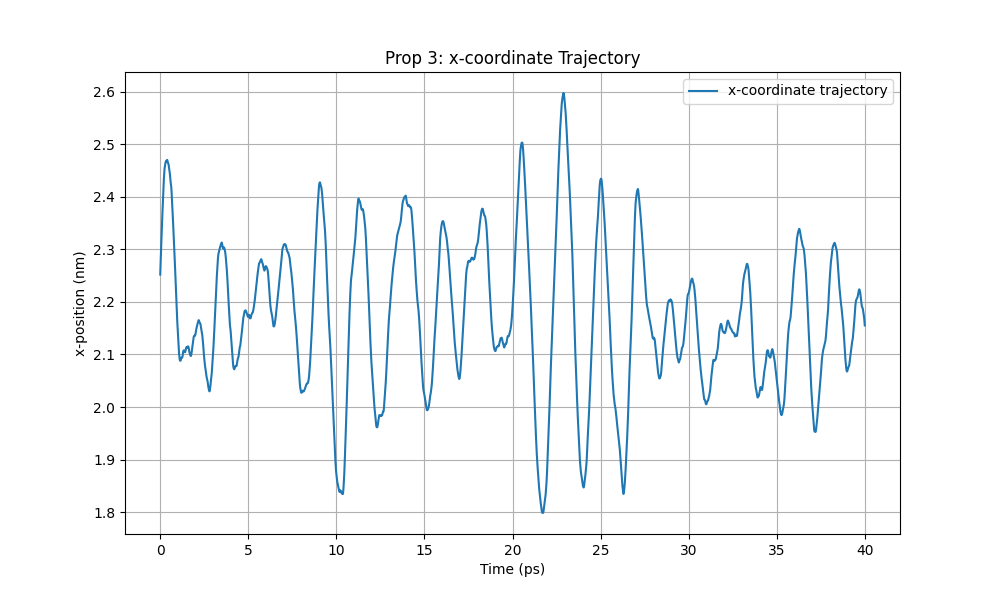 Prop 3: x-coordinate Trajectory
x-coordinate trajectory
2.6
2.5
2.4
2.3
2.2
2.1
2.0
1.9
1.8
x-position (nm)
0 5 10 15 20 25 30 35 40
Time (ps)